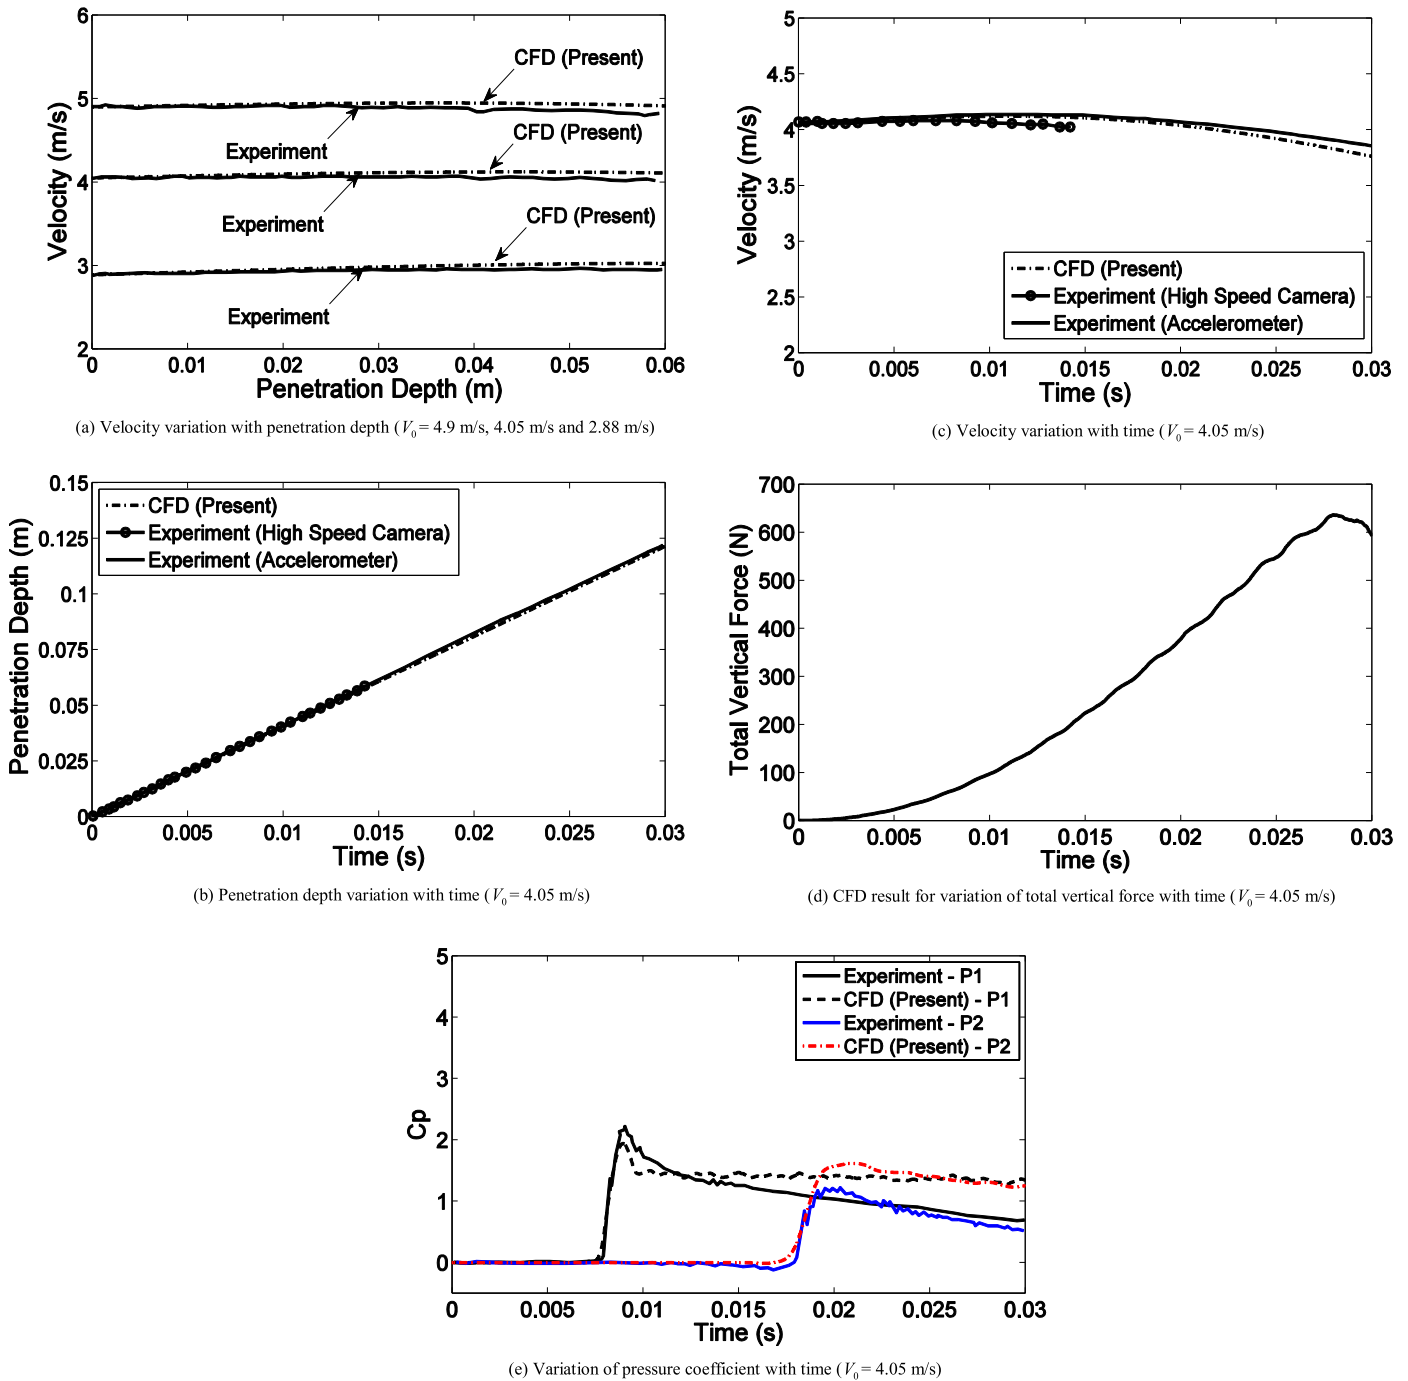 6
5
4
3
2
Velocity (m/s)
CFD (Present)
CFD (Present)
Experiment
Experiment
CFD (Present)
Experiment
0 0.01 0.02 0.03 0.04 0.05 0.06
Penetration Depth (m)
(a) Velocity variation with penetration depth (V0 = 4.9 m/s, 4.05 m/s and 2.88 m/s)
5
4.5
4
3.5
3
2.5
2
Velocity (m/s)
CFD (Present)
Experiment (High Speed Camera)
Experiment (Accelerometer)
0 0.005 0.01 0.015 0.02 0.025 0.03
Time (s)
(c) Velocity variation with time (V0 = 4.05 m/s)
0.15
0.125
0.1
0.075
0.05
0.025
0
Penetration Depth (m)
CFD (Present)
Experiment (High Speed Camera)
Experiment (Accelerometer)
0 0.005 0.01 0.015 0.02 0.025 0.03
Time (s)
(b) Penetration depth variation with time (V0 = 4.05 m/s)
700
600
500
400
300
200
100
0
Total Vertical Force (N)
0 0.005 0.01 0.015 0.02 0.025 0.03
Time (s)
(d) CFD result for variation of total vertical force with time (V0 = 4.05 m/s)
5
4
3
2
1
0
Cp
Experiment - P1
CFD (Present) - P1
Experiment - P2
CFD (Present) - P2
0 0.005 0.01 0.015 0.02 0.025 0.03
Time (s)
(e) Variation of pressure coefficient with time (V0 = 4.05 m/s)